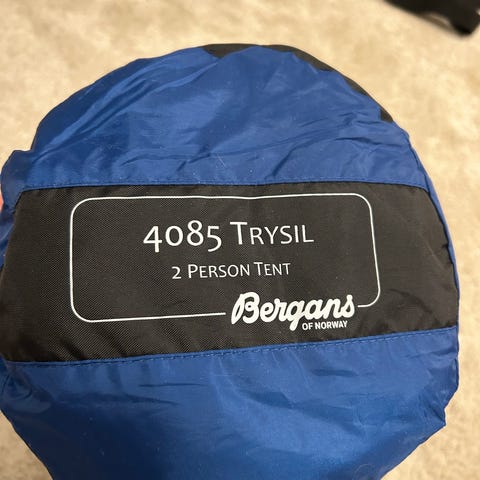 4085 TRYSIL
2 PERSON TENT
Bergans
OF NORWAY